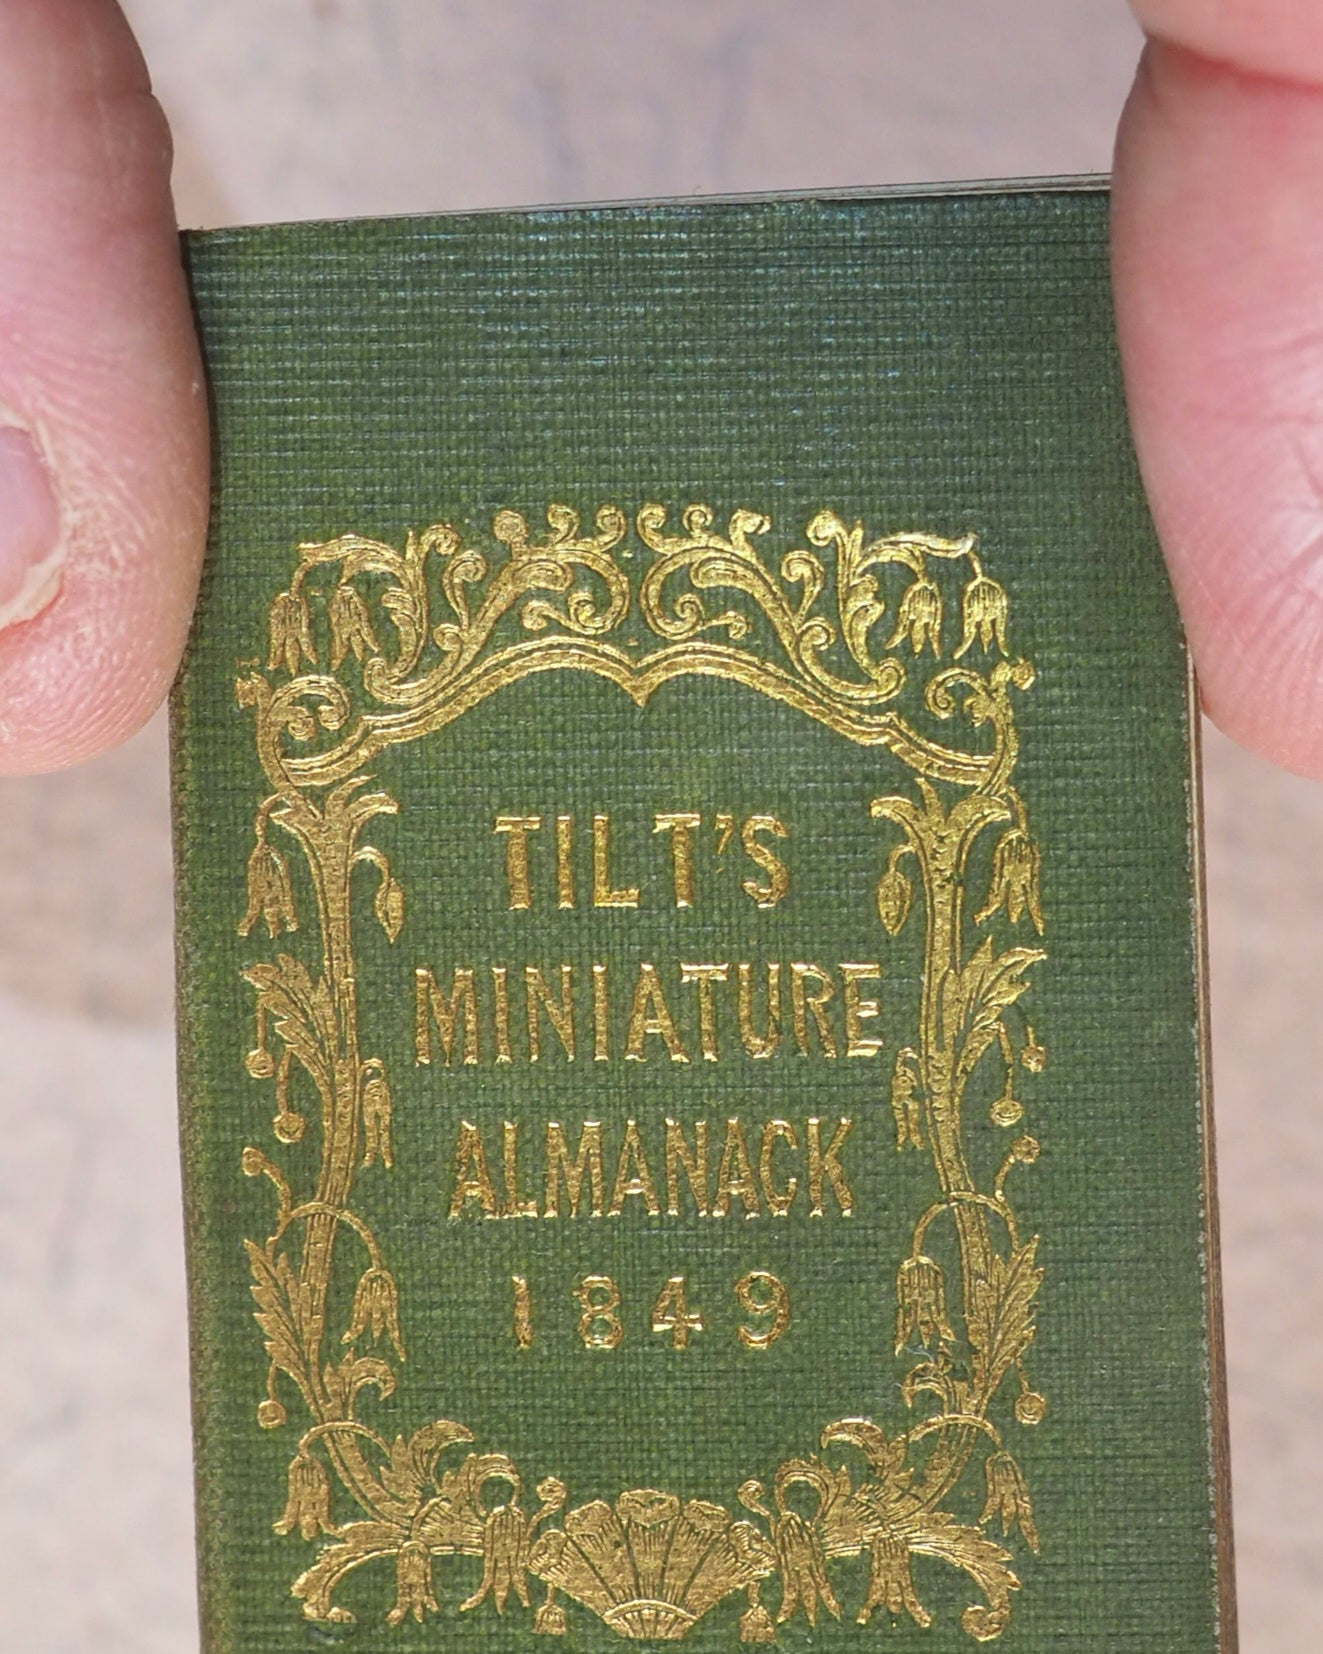 TILT'S
MINIATURE
ALMANACK
1849